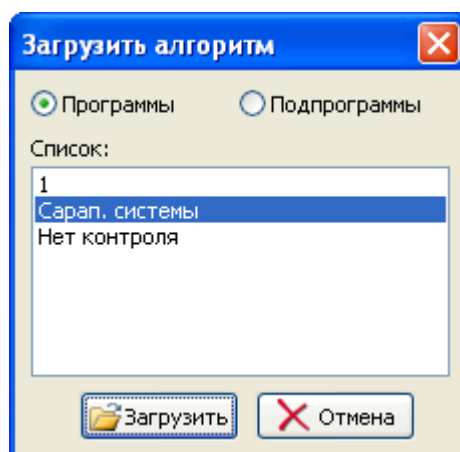 Загрузить алгоритм
Программы Подпрограммы
Список:
1
Сарап. системы
Нет контроля
Загрузить Отмена